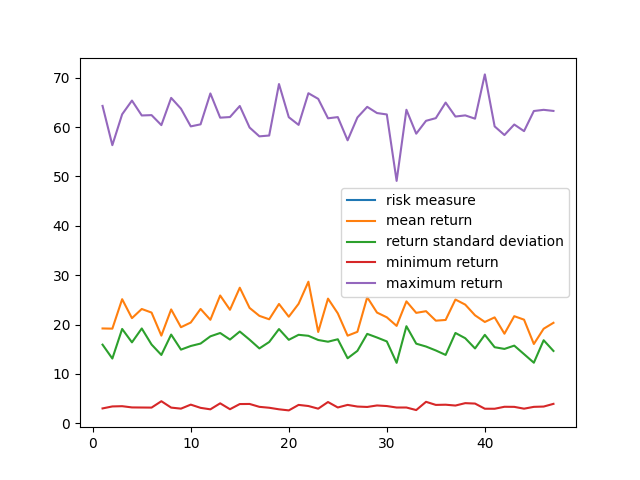 70
60
50
40
30
20
10
0
risk measure
mean return
return standard deviation
minimum return
maximum return
0 10 20 30 40